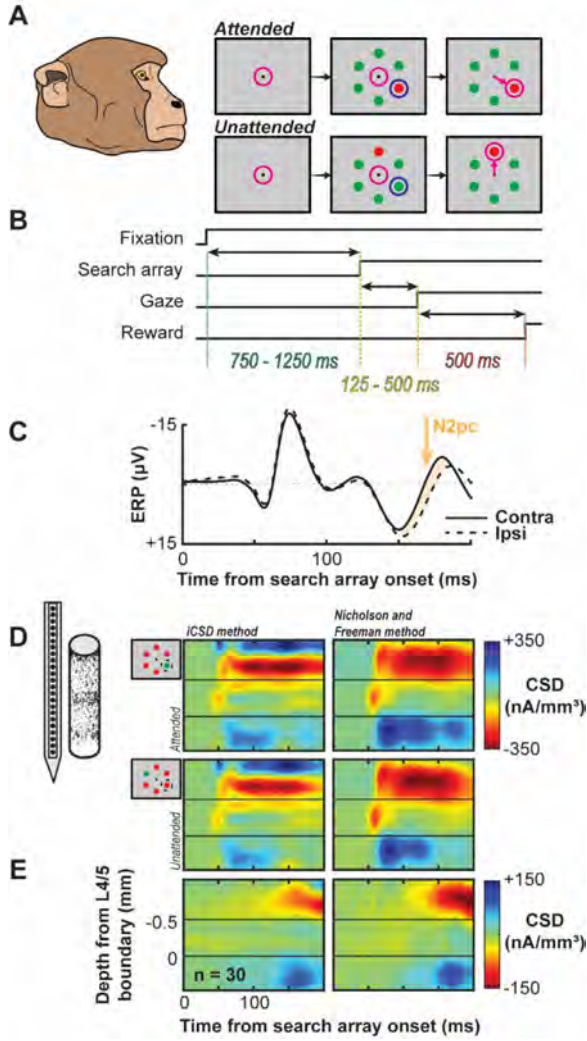 A
Attended
Unattended
B
Fixation
Search array
Gaze
Reward
750 - 1250 ms
500 ms
125 - 500 ms
C
-15
ERP (µV)
+15
N2pc
Contra
Ipsi
0
100
Time from search array onset (ms)
D
iCSD method
Nicholson and
Freeman method
Attended
Unattended
+350
CSD
(nA/mm³)
-350
E
Depth from L4/5
boundary (mm)
-0.5
0
n = 30
0
100
+150
CSD
(nA/mm³)
-150
Time from search array onset (ms)